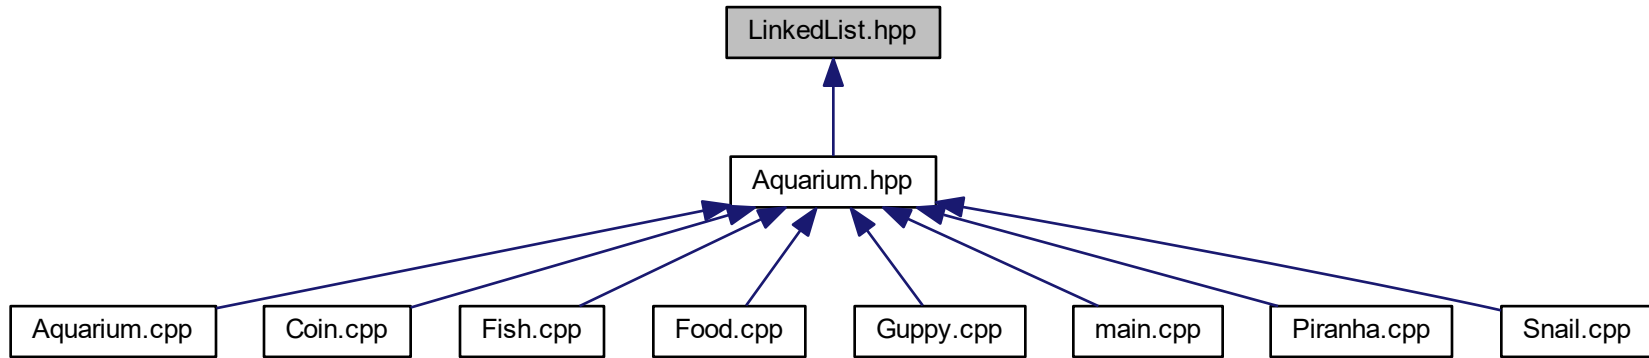 LinkedList.hpp
Aquarium.hpp
Aquarium.cpp
Coin.cpp
Fish.cpp
Food.cpp
Guppy.cpp
main.cpp
Piranha.cpp
Snail.cpp